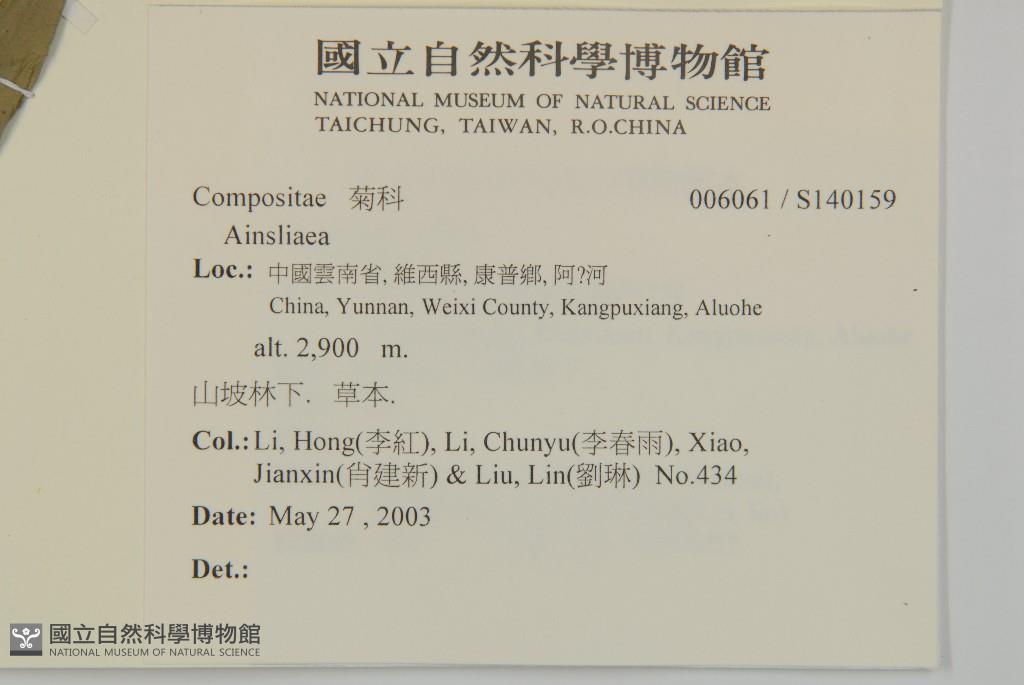 國立自然科學博物館
NATIONAL MUSEUM OF NATURAL SCIENCE
TAICHUNG, TAIWAN, R.O.CHINA
Compositae 菊科 006061 / S140159
Ainsliaea
Loc.: 中國雲南省, 維西縣, 康普鄉, 阿?河
China, Yunnan, Weixi County, Kangpuxiang, Aluohe
alt. 2,900 m.
山坡林下. 草本.
Col.: Li, Hong(李紅), Li, Chunyu(李春雨), Xiao,
Jianxin(肖建新) & Liu, Lin(劉琳) No.434
Date: May 27 , 2003
Det.:
國立自然科學博物館
NATIONAL MUSEUM OF NATURAL SCIENCE